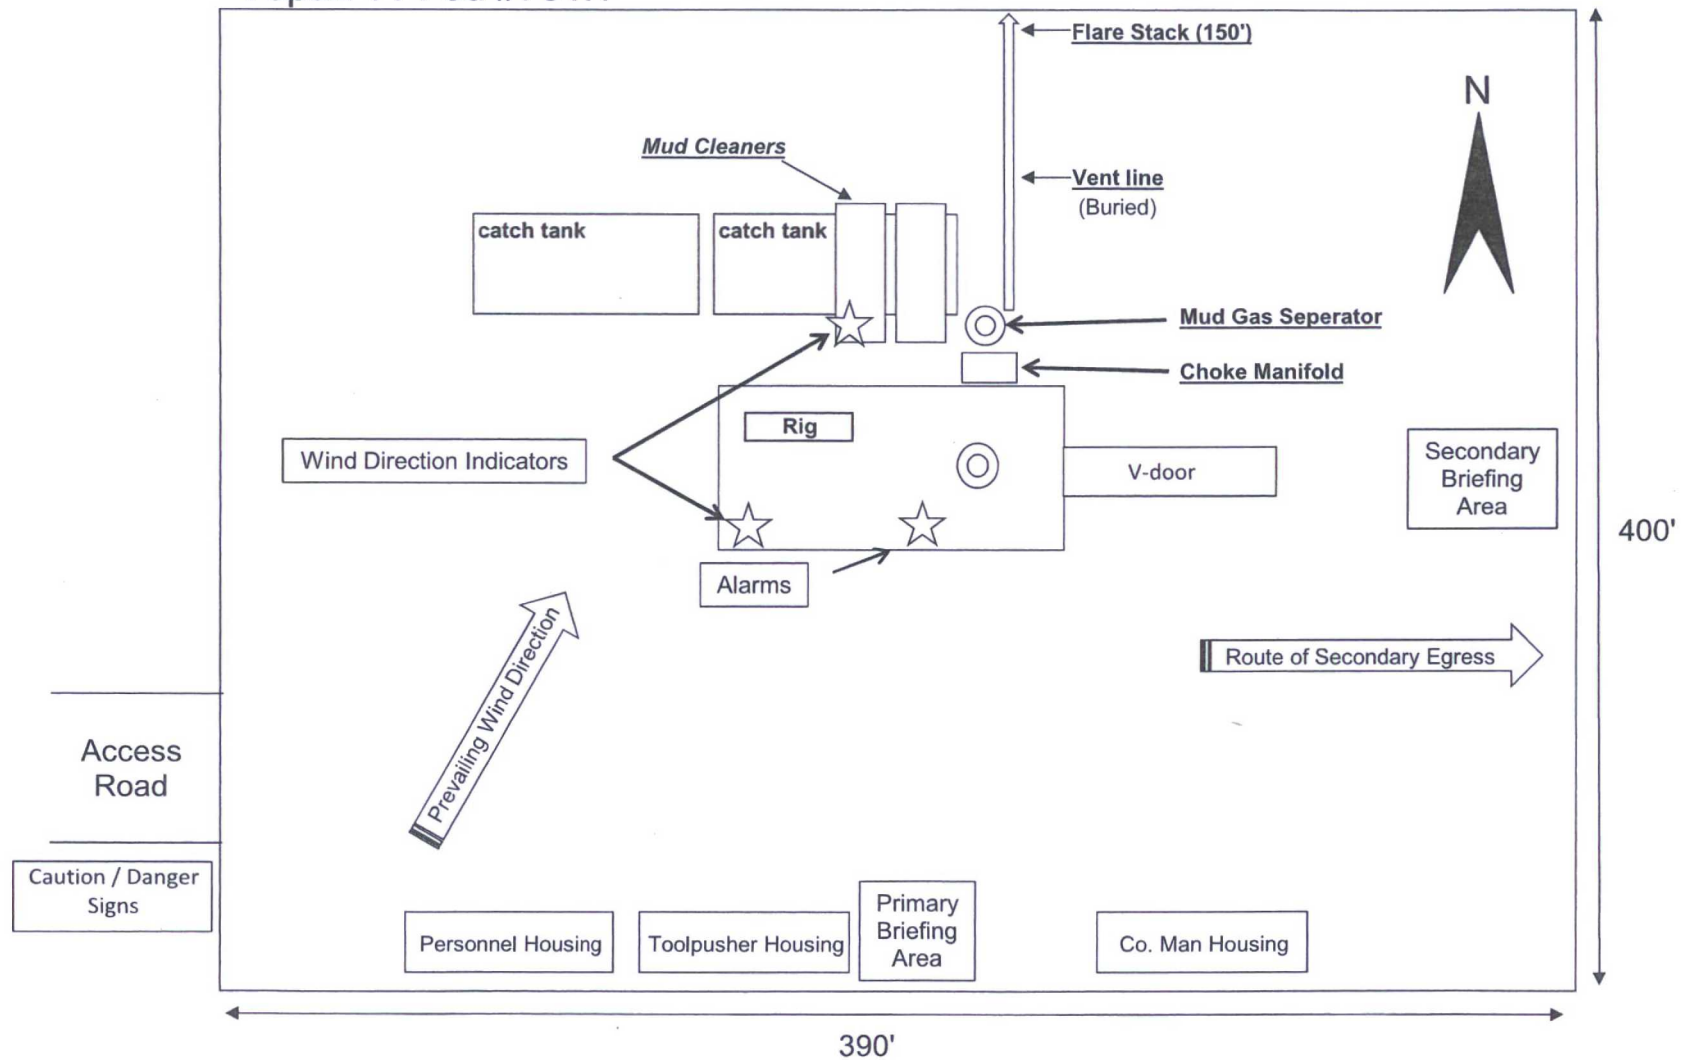 Flare Stack (150')
N
Mud Cleaners
Vent line
(Buried)
catch tank
catch tank
Mud Gas Seperator
Choke Manifold
Rig
Wind Direction Indicators
V-door
Secondary
Briefing
Area
400'
Alarms
Prevailing Wind Direction
Route of Secondary Egress
Access
Road
Caution / Danger
Signs
Personnel Housing
Toolpusher Housing
Primary
Briefing
Area
Co. Man Housing
390'